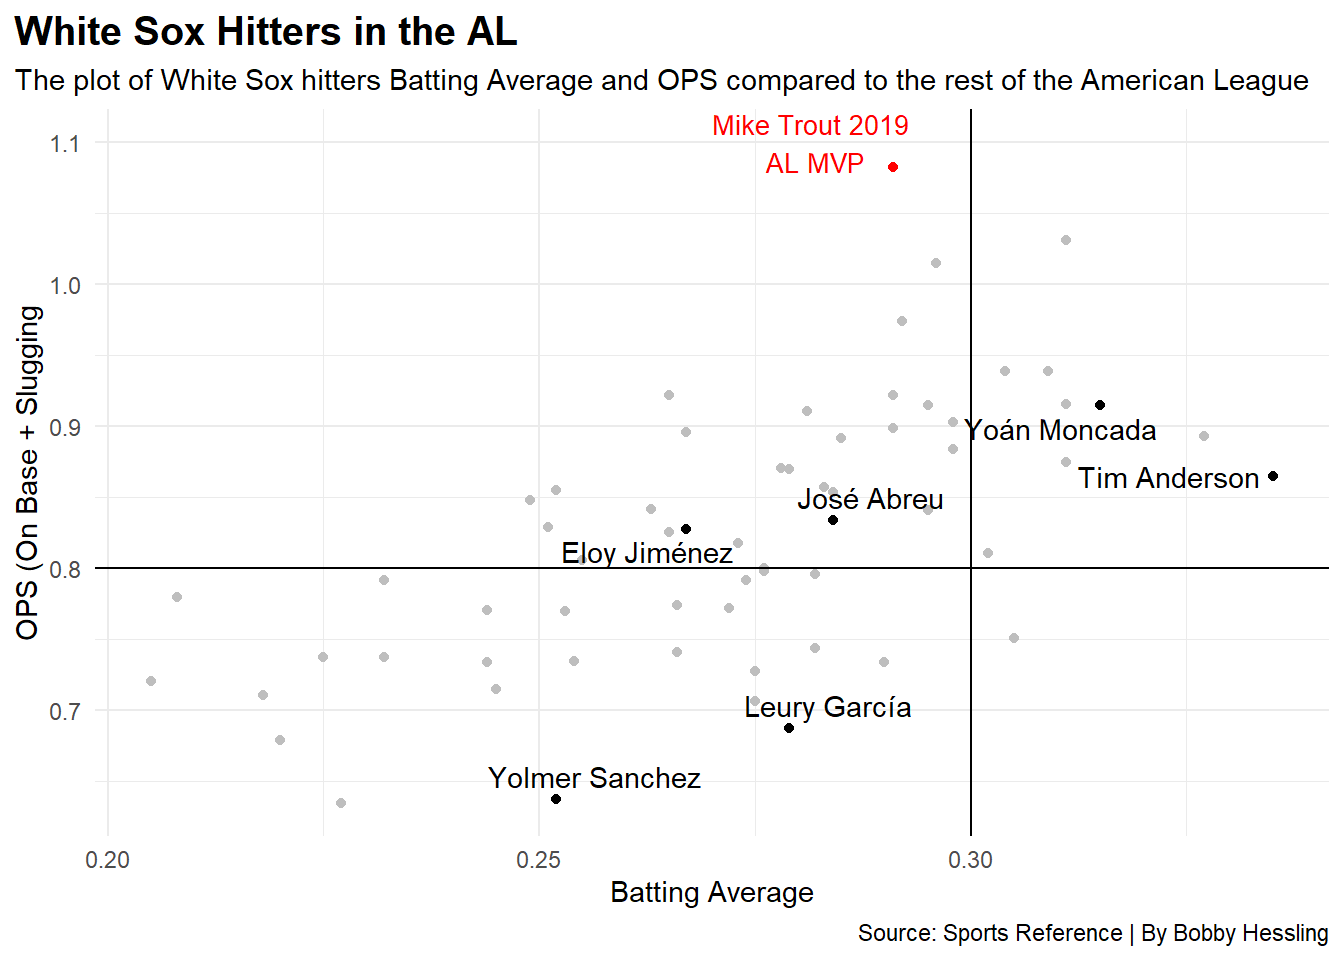 White Sox Hitters in the AL
The plot of White Sox hitters Batting Average and OPS compared to the rest of the American League
Mike Trout 2019
AL MVP
1.1
1.0
0.9
0.8
0.7
OPS (On Base + Slugging
Yoán Moncada
Tim Anderson
José Abreu
Eloy Jiménez
Leury García
Yolmer Sanchez
0.20
0.25
0.30
Batting Average
Source: Sports Reference | By Bobby Hessling